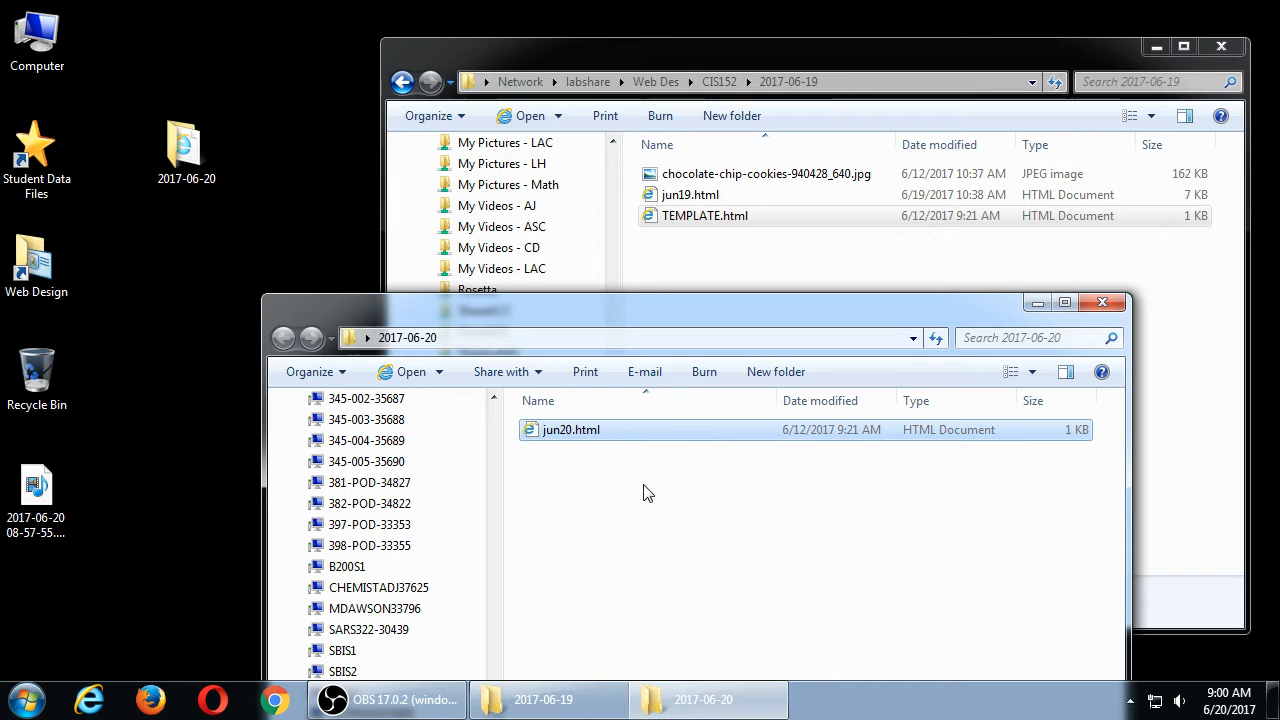 Computer
Student Data
Files
Web Design
Recycle Bin
2017-06-20
08-57-55....
2017-06-20
Network labshare Web Des CIS152 2017-06-19
Search 2017-06-19
Organize Open Print Burn New folder
Name Date modified Type Size
chocolate-chip-cookies-940428_640.jpg 6/12/2017 10:37 AM JPEG image 162 KB
jun19.html 6/19/2017 10:38 AM HTML Document 7 KB
TEMPLATE.html 6/12/2017 9:21 AM HTML Document 1 KB
My Pictures - LAC
My Pictures - LH
My Pictures - Math
My Videos - AJ
My Videos - ASC
My Videos - CD
My Videos - LAC
Rosetta
2017-06-20
Search 2017-06-20
Organize Open Share with Print E-mail Burn New folder
Name Date modified Type Size
jun20.html 6/12/2017 9:21 AM HTML Document 1 KB
345-002-35687
345-003-35688
345-004-35689
345-005-35690
381-POD-34827
382-POD-34822
397-POD-33353
398-POD-33355
B200S1
CHEMISTADJ37625
MDAWSON33796
SARS322-30439
SBIS1
SBIS2
OBS 17.0.2 (windo...
2017-06-19
2017-06-20
9:00 AM
6/20/2017